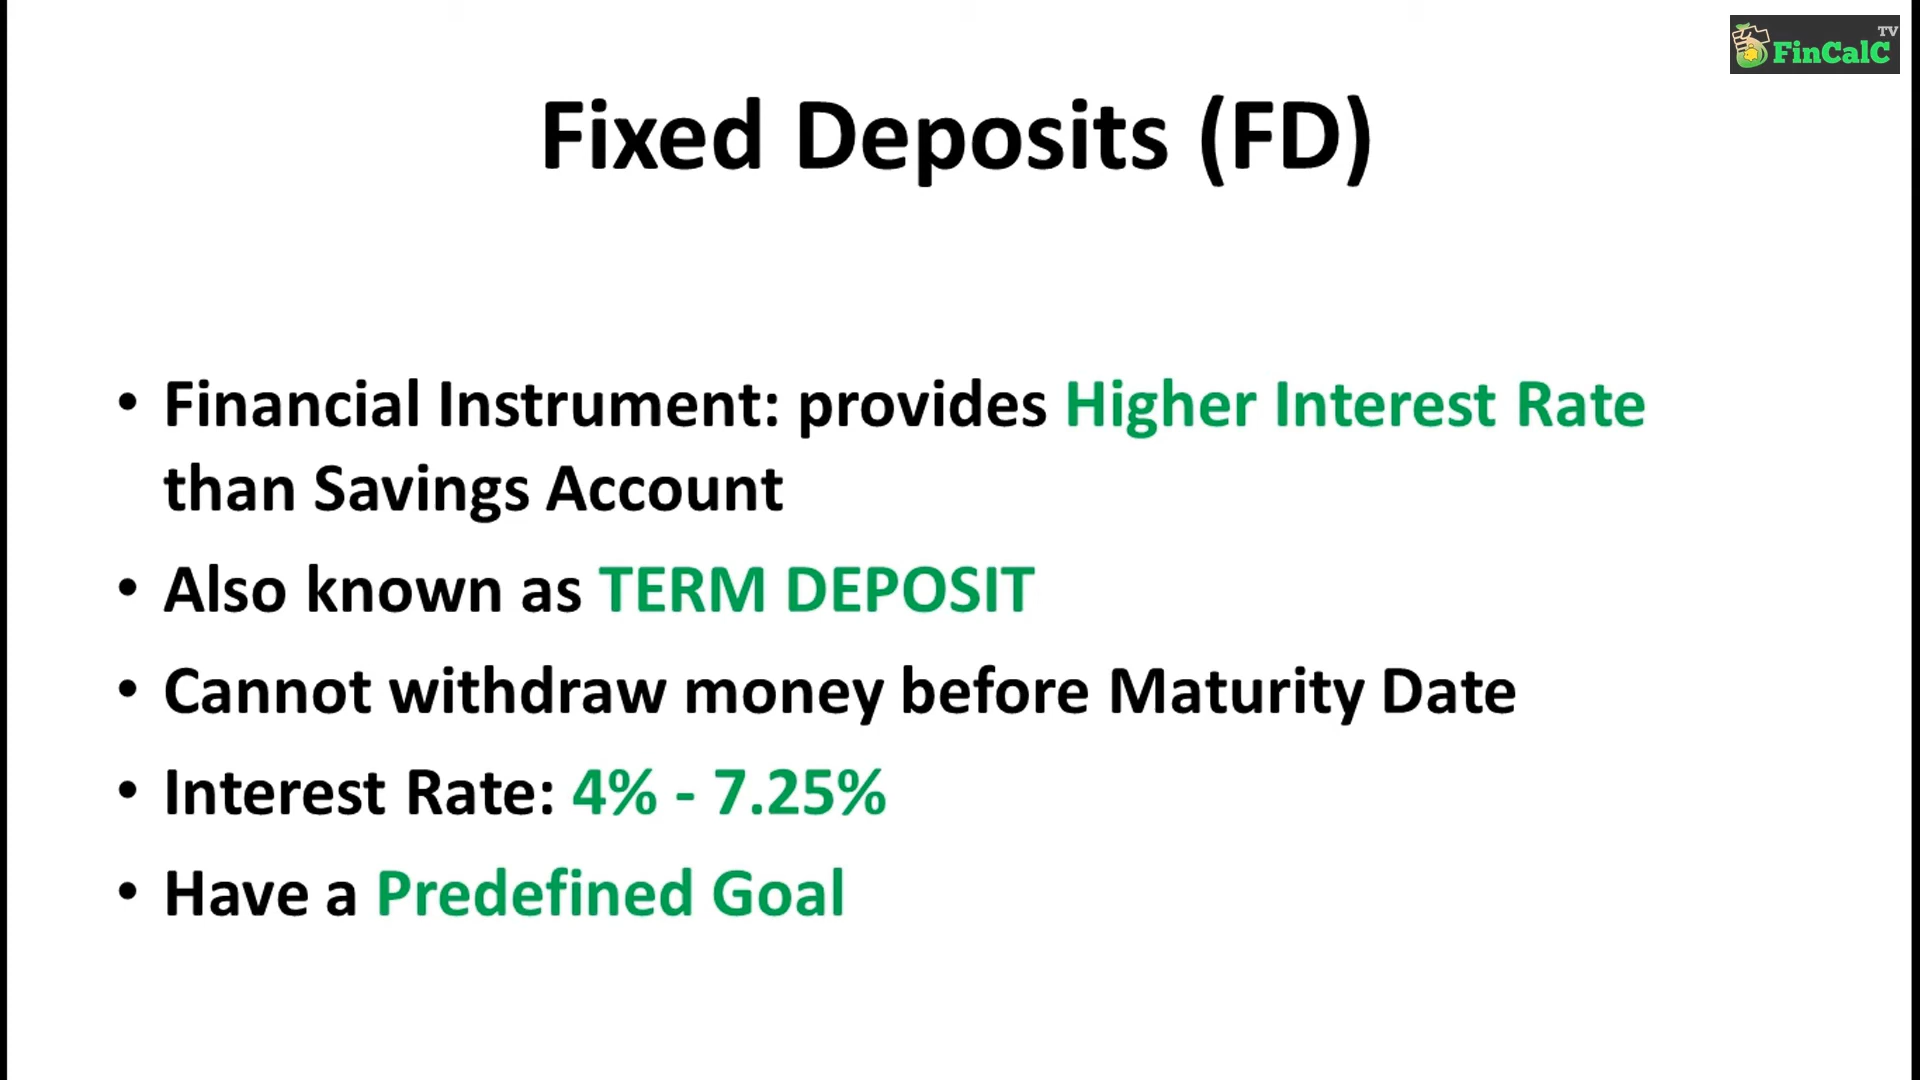 TV
FinCalC
Fixed Deposits (FD)
• Financial Instrument: provides Higher Interest Rate
than Savings Account
• Also known as TERM DEPOSIT
• Cannot withdraw money before Maturity Date
• Interest Rate: 4% - 7.25%
• Have a Predefined Goal